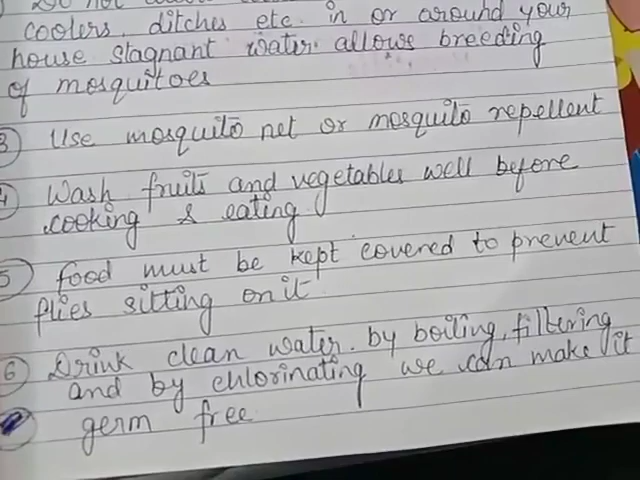 coolers, ditches etc. in or around your
house stagnant water allows breeding
of mosquitoes
3 Use mosquito net or mosquito repellent
4 Wash fruits and vegetables well before
cooking & eating
5 food must be kept covered to prevent
flies sitting on it
6 Drink clean water. by boiling, filtering
and by chlorinating we can make it
germ free